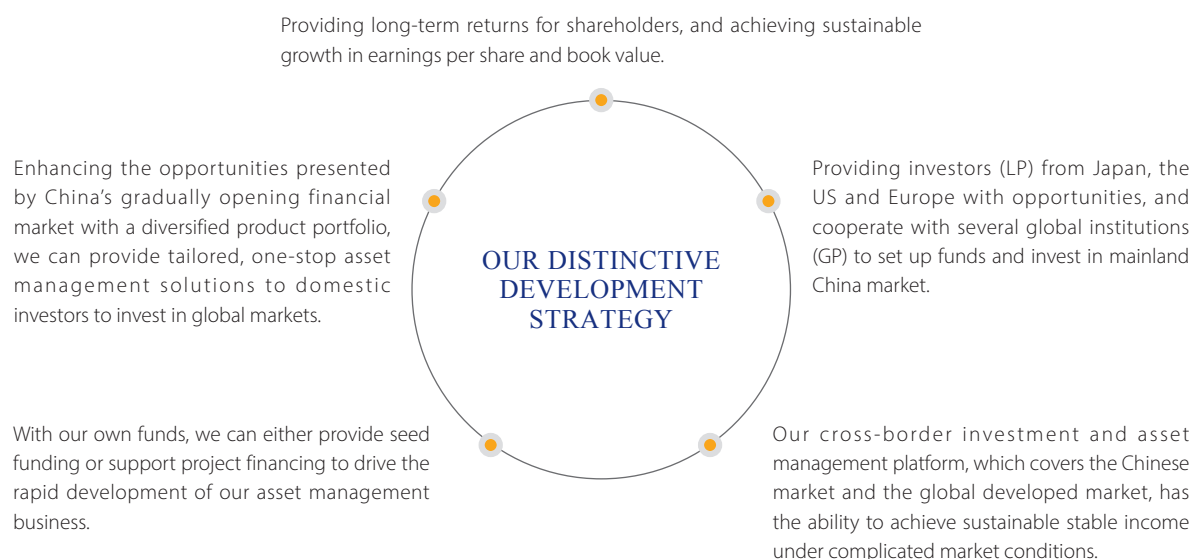 Providing long-term returns for shareholders, and achieving sustainable
growth in earnings per share and book value.
Enhancing the opportunities presented
by China’s gradually opening financial
market with a diversified product portfolio,
we can provide tailored, one-stop asset
management solutions to domestic
investors to invest in global markets.
Providing investors (LP) from Japan, the
US and Europe with opportunities, and
cooperate with several global institutions
(GP) to set up funds and invest in mainland
China market.
OUR DISTINCTIVE
DEVELOPMENT
STRATEGY
With our own funds, we can either provide seed
funding or support project financing to drive the
rapid development of our asset management
business.
Our cross-border investment and asset
management platform, which covers the Chinese
market and the global developed market, has
the ability to achieve sustainable stable income
under complicated market conditions.